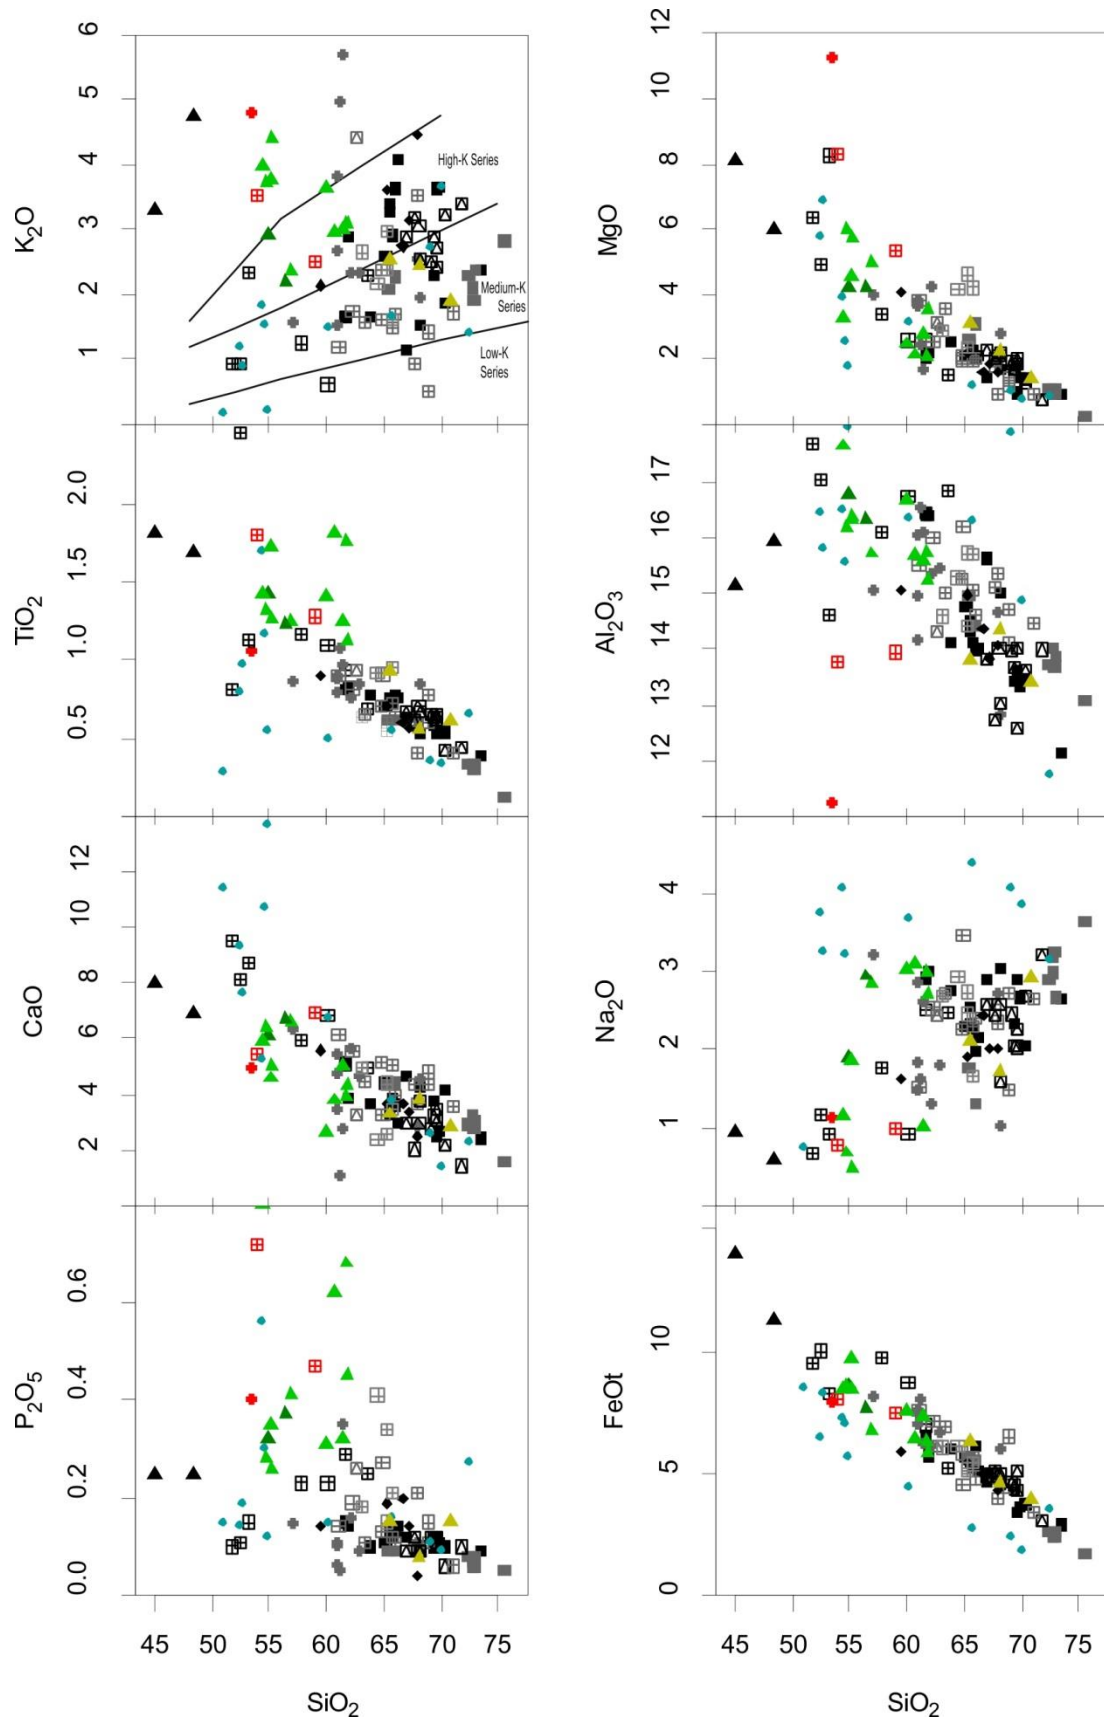 K₂O
6
5
4
3
2
1
High-K Series
Medium-K
Series
Low-K
Series
MgO
12
10
8
6
4
2
TiO₂
2.0
1.5
1.0
0.5
Al₂O₃
17
16
15
14
13
12
CaO
12
10
8
6
4
2
Na₂O
4
3
2
1
P₂O₅
0.6
0.4
0.2
0.0
FeOt
10
5
0
45 50 55 60 65 70 75
45 50 55 60 65 70 75
SiO₂
SiO₂